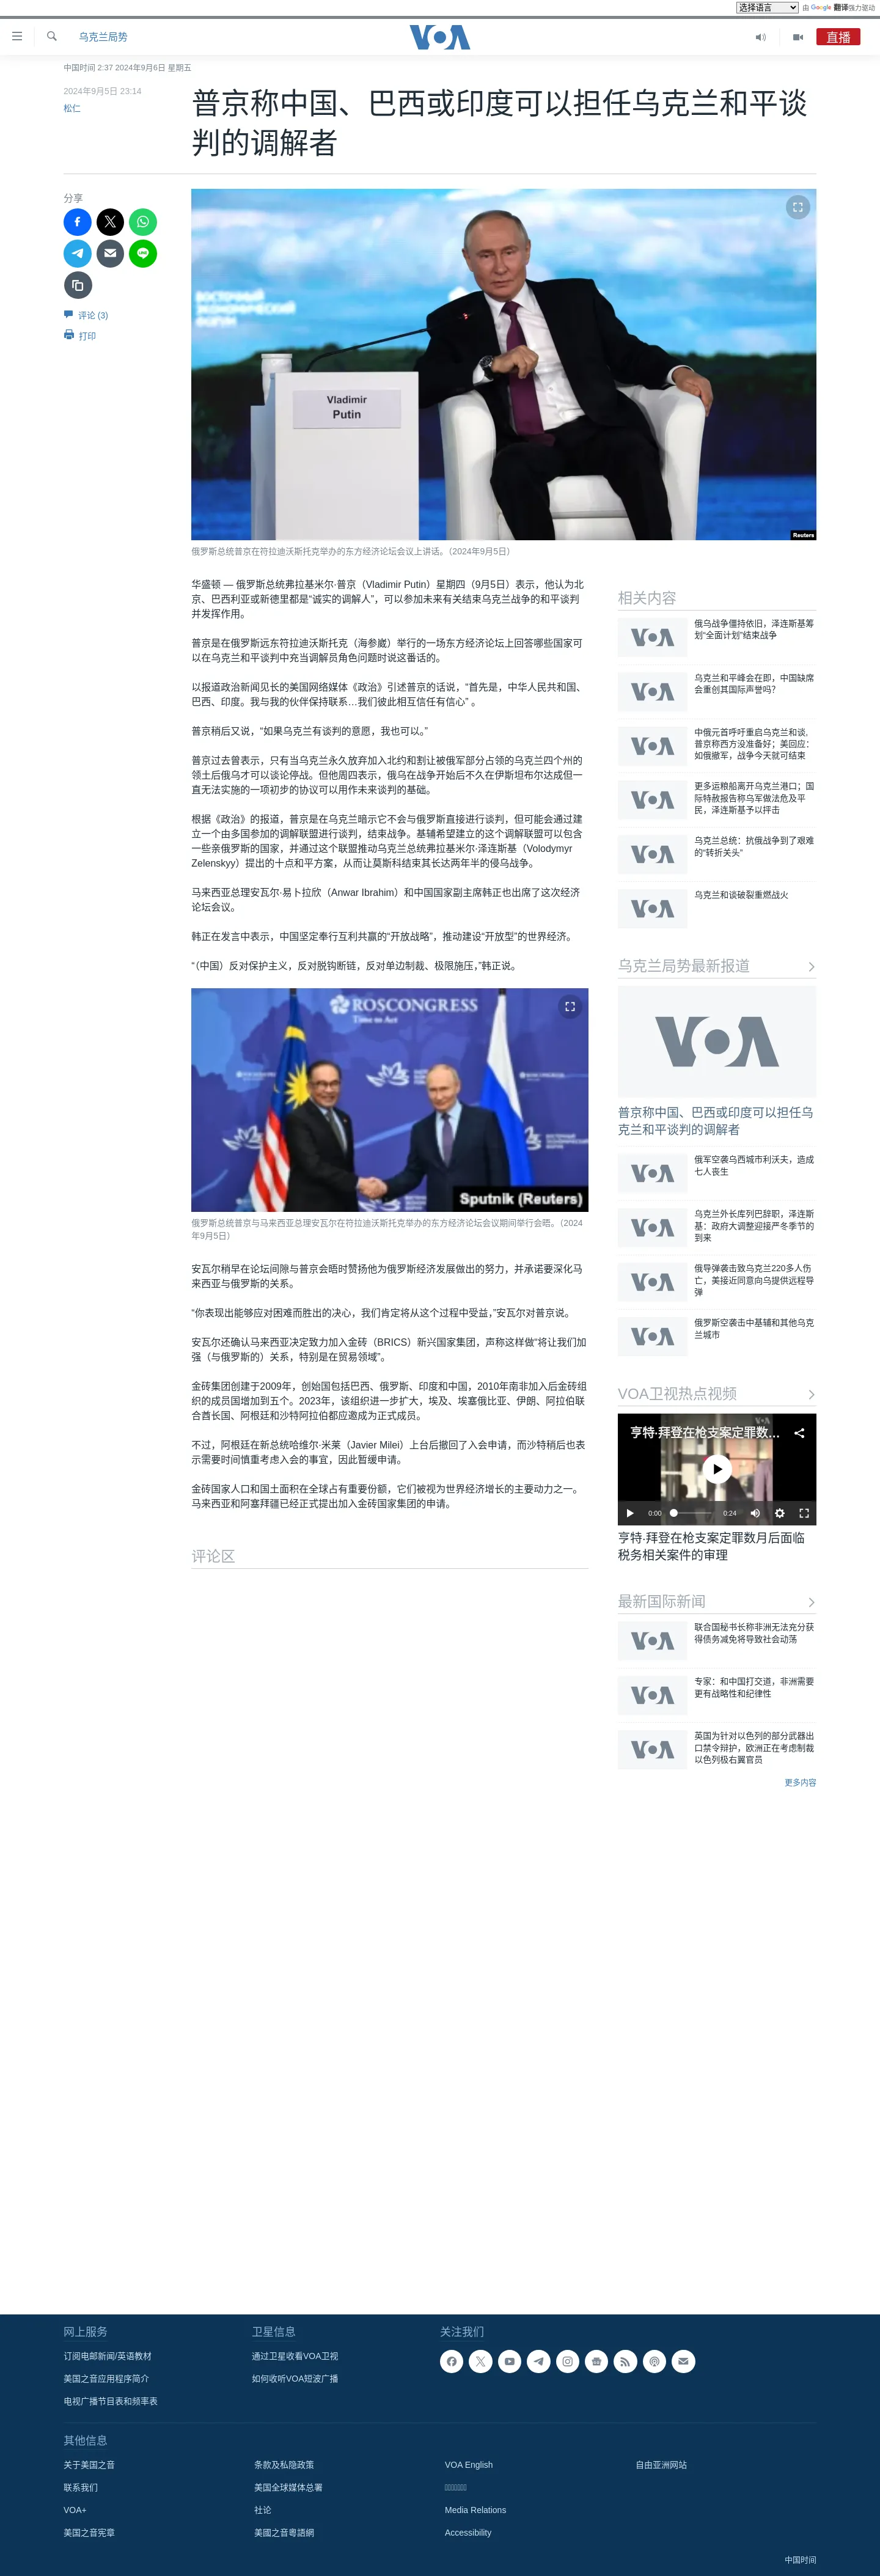 选择语言
由 Google 翻译强力驱动
乌克兰局势
VOA
直播
中国时间 2:37 2024年9月6日 星期五
2024年9月5日 23:14
松仁
普京称中国、巴西或印度可以担任乌克兰和平谈
判的调解者
分享
评论 (3)
打印
ВОСТОЧНЫЙ
ЭКОНОМИЧЕСКИЙ
ФОРУМ
Vladimir
Putin
Reuters
俄罗斯总统普京在符拉迪沃斯托克举办的东方经济论坛会议上讲话。（2024年9月5日）
华盛顿 — 俄罗斯总统弗拉基米尔·普京（Vladimir Putin）星期四（9月5日）表示，他认为北
京、巴西利亚或新德里都是“诚实的调解人”，可以参加未来有关结束乌克兰战争的和平谈判
并发挥作用。
普京是在俄罗斯远东符拉迪沃斯托克（海参崴）举行的一场东方经济论坛上回答哪些国家可
以在乌克兰和平谈判中充当调解员角色问题时说这番话的。
以报道政治新闻见长的美国网络媒体《政治》引述普京的话说，“首先是，中华人民共和国、
巴西、印度。我与我的伙伴保持联系…我们彼此相互信任有信心” 。
普京稍后又说，“如果乌克兰有谈判的意愿，我也可以。”
普京过去曾表示，只有当乌克兰永久放弃加入北约和割让被俄军部分占领的乌克兰四个州的
领土后俄乌才可以谈论停战。但他周四表示，俄乌在战争开始后不久在伊斯坦布尔达成但一
直无法实施的一项初步的协议可以用作未来谈判的基础。
根据《政治》的报道，普京是在乌克兰暗示它不会与俄罗斯直接进行谈判，但可能会通过建
立一个由多国参加的调解联盟进行谈判，结束战争。基辅希望建立的这个调解联盟可以包含
一些亲俄罗斯的国家，并通过这个联盟推动乌克兰总统弗拉基米尔·泽连斯基（Volodymyr
Zelenskyy）提出的十点和平方案，从而让莫斯科结束其长达两年半的侵乌战争。
马来西亚总理安瓦尔·易卜拉欣（Anwar Ibrahim）和中国国家副主席韩正也出席了这次经济
论坛会议。
韩正在发言中表示，中国坚定奉行互利共赢的“开放战略”，推动建设“开放型”的世界经济。
“（中国）反对保护主义，反对脱钩断链，反对单边制裁、极限施压，”韩正说。
ROSCONGRESS
Time to Act
Sputnik (Reuters)
俄罗斯总统普京与马来西亚总理安瓦尔在符拉迪沃斯托克举办的东方经济论坛会议期间举行会晤。（2024
年9月5日）
安瓦尔稍早在论坛间隙与普京会晤时赞扬他为俄罗斯经济发展做出的努力，并承诺要深化马
来西亚与俄罗斯的关系。
“你表现出能够应对困难而胜出的决心，我们肯定将从这个过程中受益，”安瓦尔对普京说。
安瓦尔还确认马来西亚决定致力加入金砖（BRICS）新兴国家集团，声称这样做“将让我们加
强（与俄罗斯的）关系，特别是在贸易领域”。
金砖集团创建于2009年，创始国包括巴西、俄罗斯、印度和中国，2010年南非加入后金砖组
织的成员国增加到五个。2023年，该组织进一步扩大，埃及、埃塞俄比亚、伊朗、阿拉伯联
合酋长国、阿根廷和沙特阿拉伯都应邀成为正式成员。
不过，阿根廷在新总统哈维尔·米莱（Javier Milei）上台后撤回了入会申请，而沙特稍后也表
示需要时间慎重考虑入会的事宜，因此暂缓申请。
金砖国家人口和国土面积在全球占有重要份额，它们被视为世界经济增长的主要动力之一。
马来西亚和阿塞拜疆已经正式提出加入金砖国家集团的申请。
评论区
相关内容
俄乌战争僵持依旧，泽连斯基筹
划“全面计划”结束战争
乌克兰和平峰会在即，中国缺席
会重创其国际声誉吗？
中俄元首呼吁重启乌克兰和谈，
普京称西方没准备好；美回应：
如俄撤军，战争今天就可结束
更多运粮船离开乌克兰港口；国
际特赦报告称乌军做法危及平
民，泽连斯基予以抨击
乌克兰总统：抗俄战争到了艰难
的“转折关头”
乌克兰和谈破裂重燃战火
乌克兰局势最新报道
VOA
普京称中国、巴西或印度可以担任乌
克兰和平谈判的调解者
俄军空袭乌西城市利沃夫，造成
七人丧生
乌克兰外长库列巴辞职，泽连斯
基：政府大调整迎接严冬季节的
到来
俄导弹袭击致乌克兰220多人伤
亡，美接近同意向乌提供远程导
弹
俄罗斯空袭击中基辅和其他乌克
兰城市
VOA卫视热点视频
亨特·拜登在枪支案定罪数...
0:00
0:24
亨特·拜登在枪支案定罪数月后面临
税务相关案件的审理
最新国际新闻
联合国秘书长称非洲无法充分获
得债务减免将导致社会动荡
专家：和中国打交道，非洲需要
更有战略性和纪律性
英国为针对以色列的部分武器出
口禁令辩护，欧洲正在考虑制裁
以色列极右翼官员
更多内容
网上服务
订阅电邮新闻/英语教材
美国之音应用程序简介
电视广播节目表和频率表
卫星信息
通过卫星收看VOA卫视
如何收听VOA短波广播
关注我们
其他信息
关于美国之音
条款及私隐政策
VOA English
自由亚洲网站
联系我们
美国全球媒体总署
VOA+
社论
Media Relations
美国之音宪章
美國之音粵語網
Accessibility
中国时间